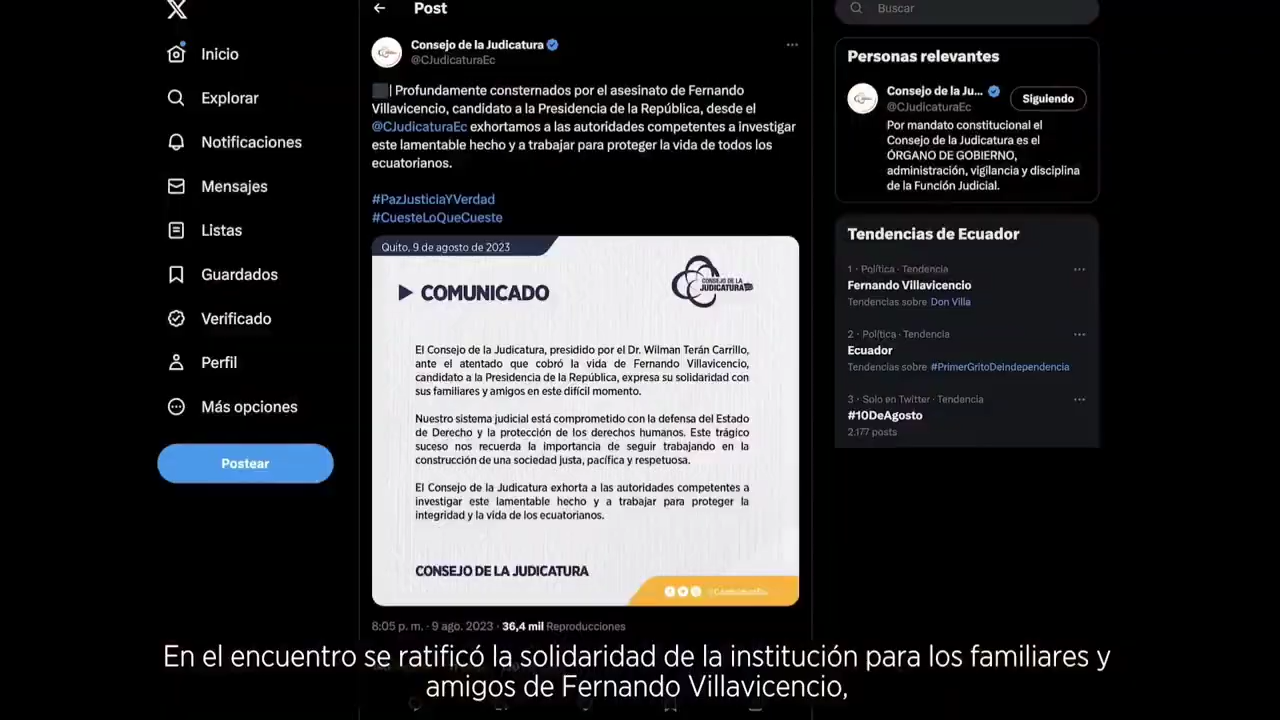 Inicio
Explorar
Notificaciones
Mensajes
Listas
Guardados
Verificado
Perfil
Más opciones
Postear
Post
Consejo de la Judicatura
@CJudicaturaEc
| Profundamente consternados por el asesinato de Fernando
Villavicencio, candidato a la Presidencia de la República, desde el
@CJudicaturaEc exhortamos a las autoridades competentes a investigar
este lamentable hecho y a trabajar para proteger la vida de todos los
ecuatorianos.
#PazJusticiaYVerdad
#CuesteLoQueCueste
Quito, 9 de agosto de 2023
COMUNICADO
CONSEJO DE LA
JUDICATURA
El Consejo de la Judicatura, presidido por el Dr. Wilman Terán Carrillo,
ante el atentado que cobró la vida de Fernando Villavicencio,
candidato a la Presidencia de la República, expresa su solidaridad con
sus familiares y amigos en este difícil momento.
Nuestro sistema judicial está comprometido con la defensa del Estado
de Derecho y la protección de los derechos humanos. Este trágico
suceso nos recuerda la importancia de seguir trabajando en la
construcción de una sociedad justa, pacífica y respetuosa.
El Consejo de la Judicatura exhorta a las autoridades competentes a
investigar este lamentable hecho y a trabajar para proteger la
integridad y la vida de los ecuatorianos.
CONSEJO DE LA JUDICATURA
8:05 p. m. · 9 ago. 2023 · 36,4 mil Reproducciones
Buscar
Personas relevantes
Consejo de la Ju...
@CJudicaturaEc
Siguiendo
Por mandato constitucional el
Consejo de la Judicatura es el
ÓRGANO DE GOBIERNO,
administración, vigilancia y disciplina
de la Función Judicial.
Tendencias de Ecuador
1 · Política · Tendencia
Fernando Villavicencio
Tendencias sobre Don Villa
2 · Política · Tendencia
Ecuador
Tendencias sobre #PrimerGritoDeIndependencia
3 · Solo en Twitter · Tendencia
#10DeAgosto
2.177 posts
En el encuentro se ratificó la solidaridad de la institución para los familiares y
amigos de Fernando Villavicencio,